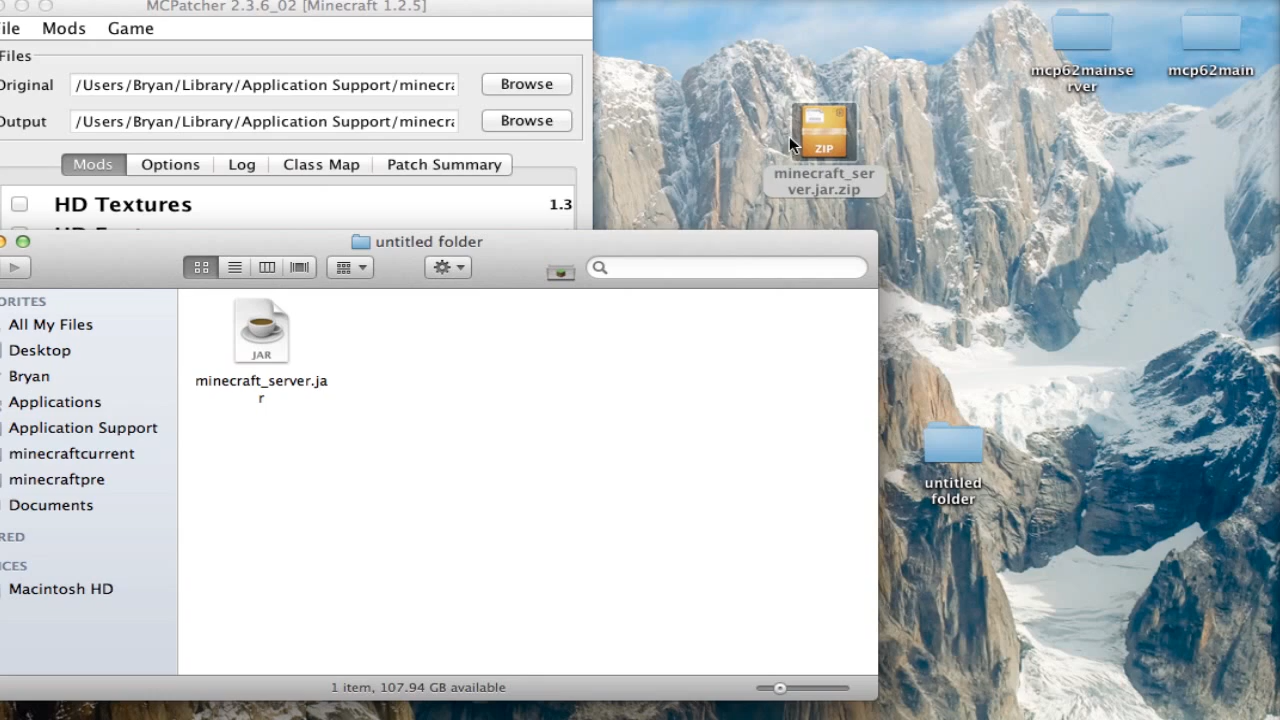 MCPatcher 2.3.6_02 [Minecraft 1.2.5]
ile Mods Game
Files
Original /Users/Bryan/Library/Application Support/minecra Browse
Output /Users/Bryan/Library/Application Support/minecra Browse
Mods Options Log Class Map Patch Summary
HD Textures 1.3
mcp62mainse
rver
mcp62main
ZIP
minecraft_ser
ver.jar.zip
untitled folder
ORITES
All My Files
Desktop
Bryan
Applications
Application Support
minecraftcurrent
minecraftpre
Documents
RED
ICES
Macintosh HD
JAR
minecraft_server.ja
r
untitled
folder
1 item, 107.94 GB available